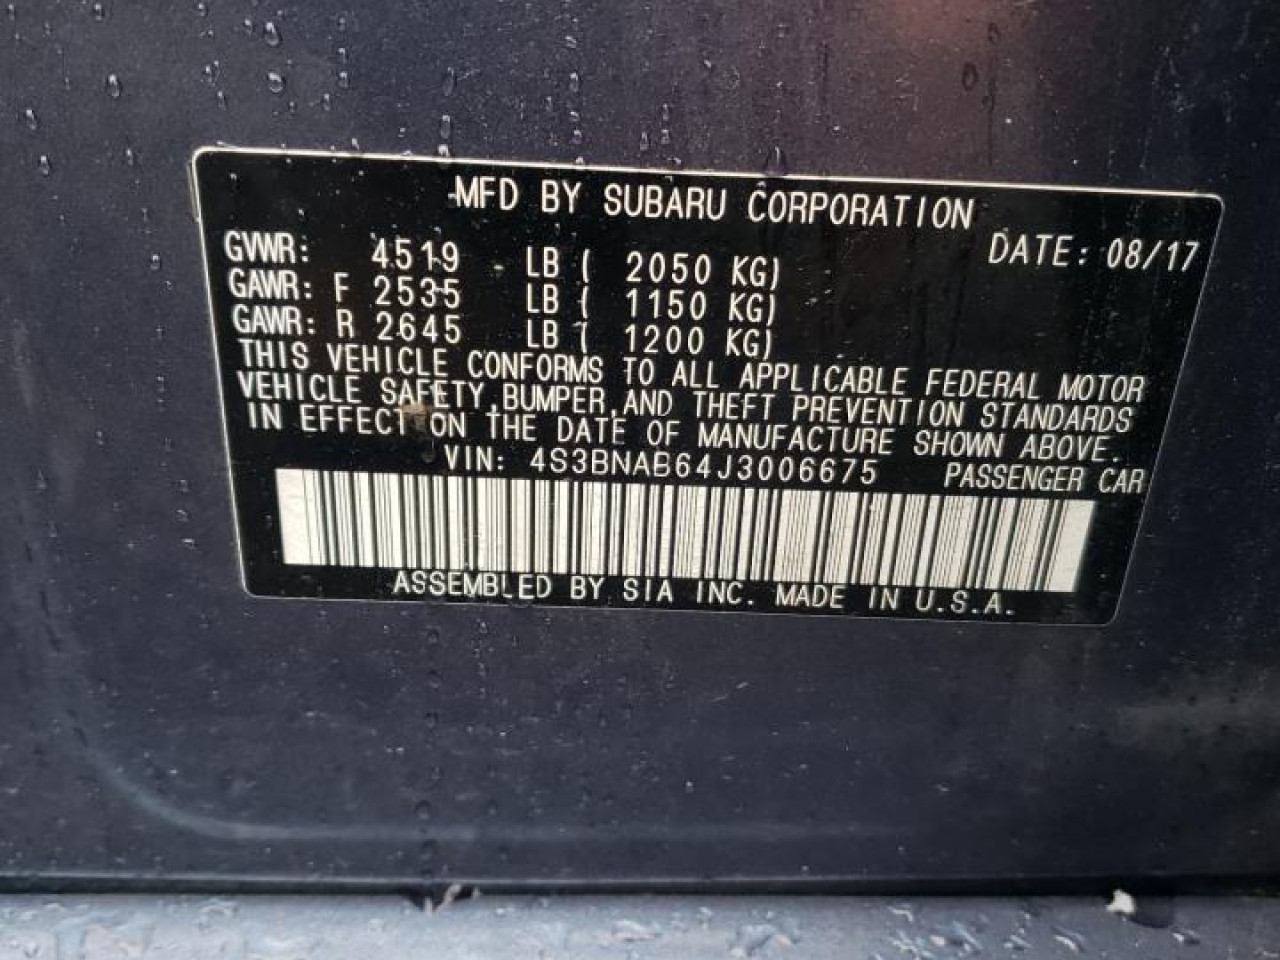 MFD BY SUBARU CORPORATION
DATE: 08/17
GVWR: 4519 LB ( 2050 KG)
GAWR: F 2535 LB ( 1150 KG)
GAWR: R 2645 LB ( 1200 KG)
THIS VEHICLE CONFORMS TO ALL APPLICABLE FEDERAL MOTOR
VEHICLE SAFETY, BUMPER, AND THEFT PREVENTION STANDARDS
IN EFFECT ON THE DATE OF MANUFACTURE SHOWN ABOVE.
VIN: 4S3BNAB64J3006675 PASSENGER CAR
ASSEMBLED BY SIA INC. MADE IN U.S.A.